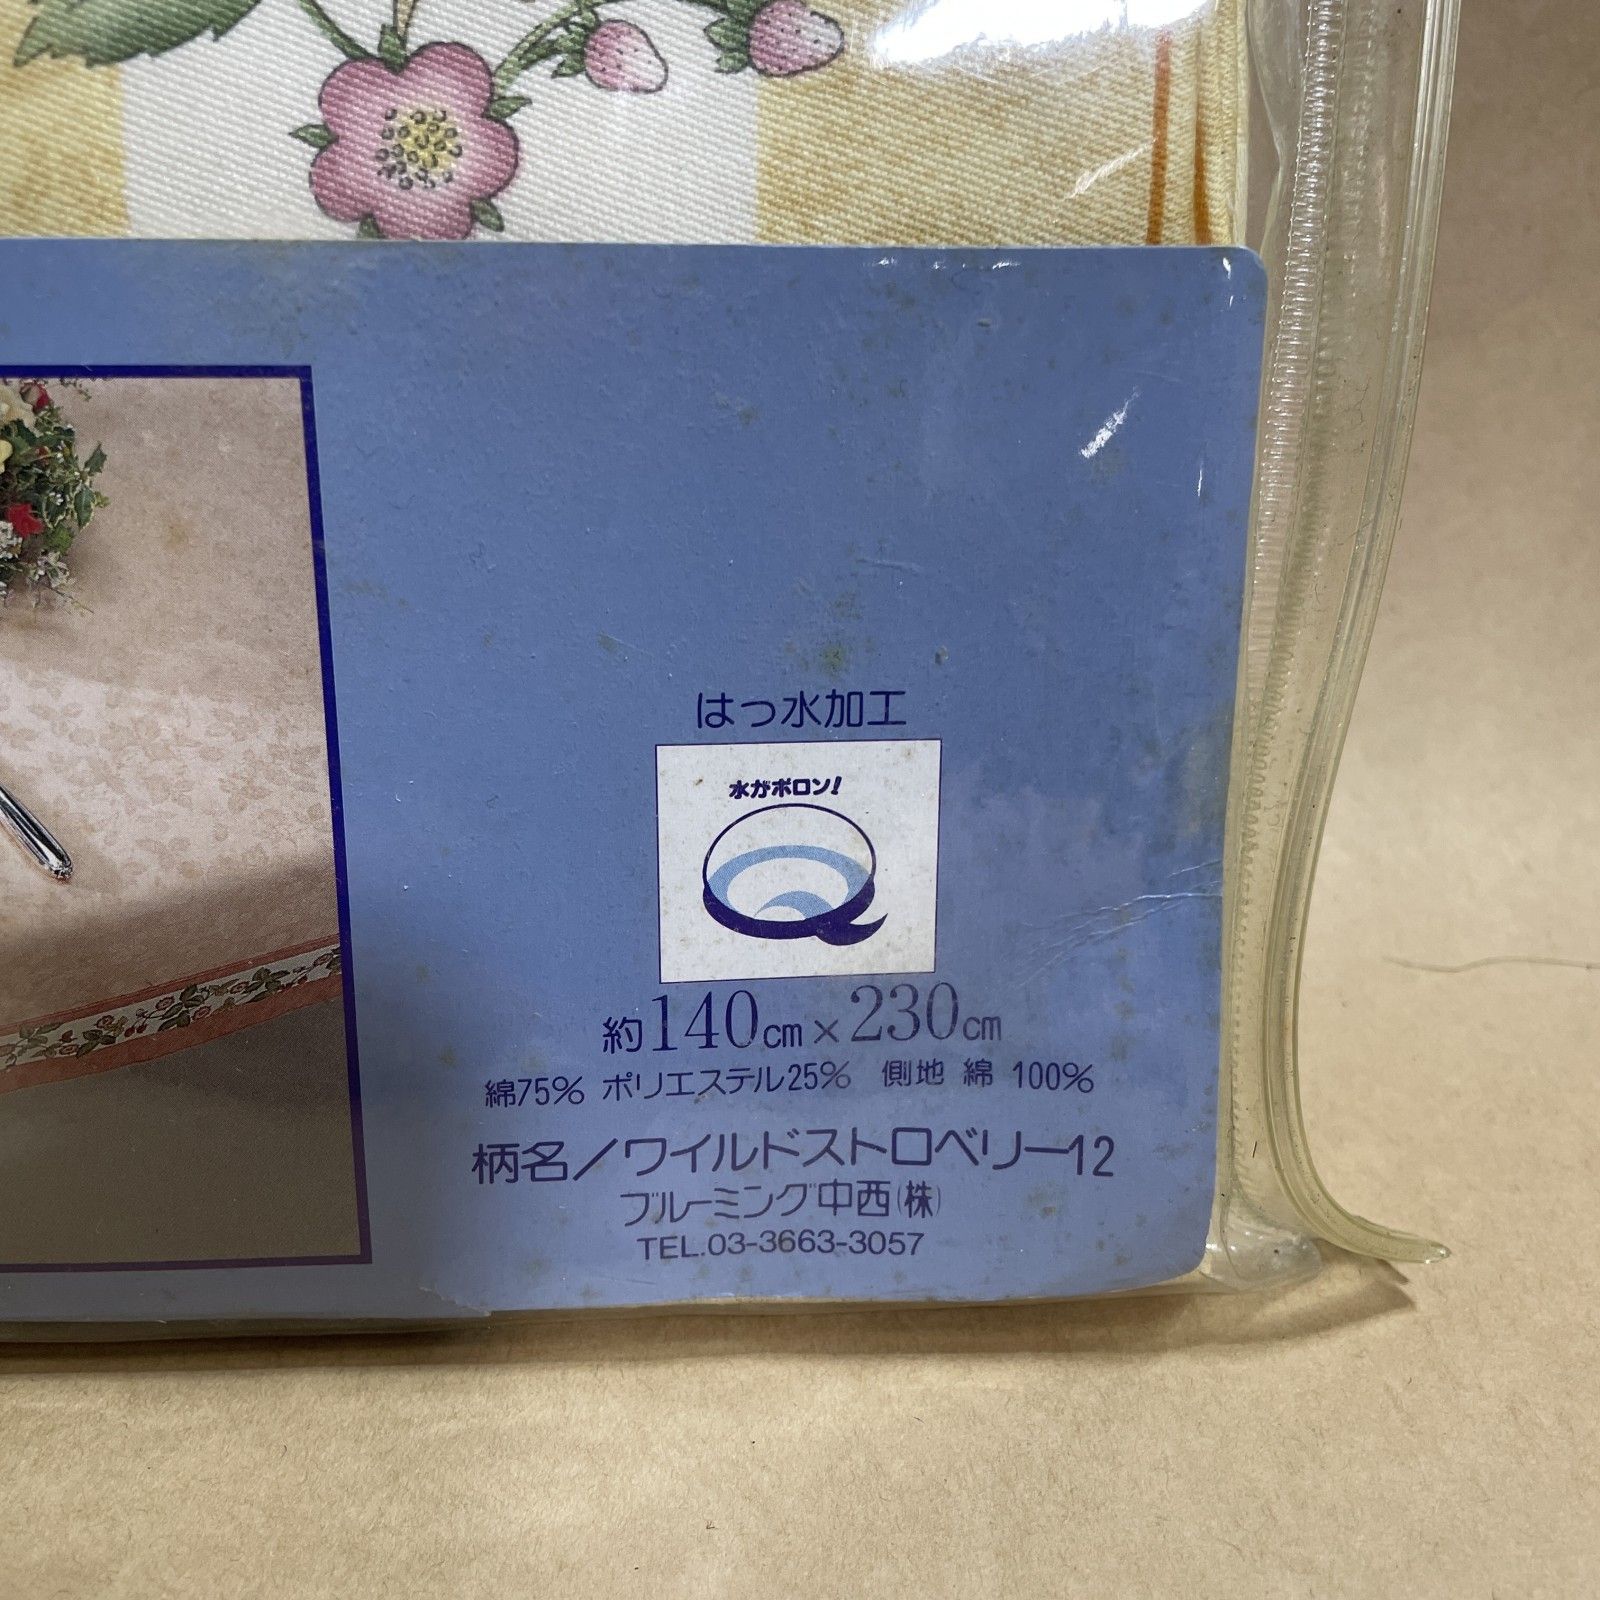 はっ水加工
水がポロン!
約140cm×230cm
綿75% ポリエステル25% 側地 綿 100%
柄名/ワイルドストロベリー12
ブルーミング中西(株)
TEL.03-3663-3057